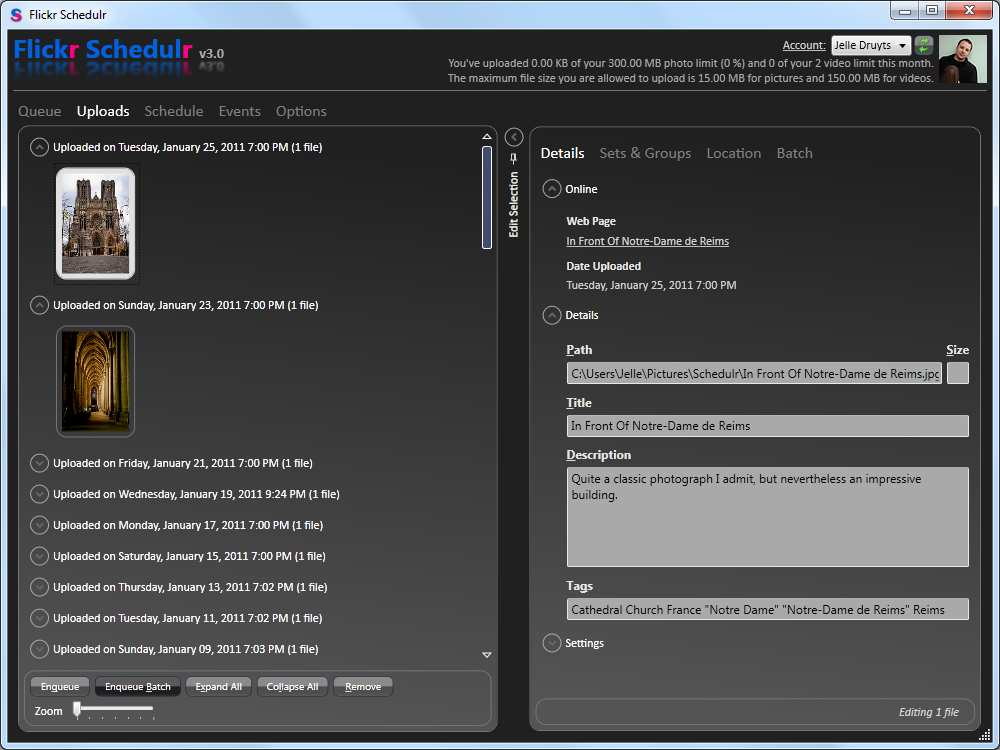 Flickr Schedulr
Flickr Schedulr v3.0
Account: Jelle Druyts
You've uploaded 0.00 KB of your 300.00 MB photo limit (0 %) and 0 of your 2 video limit this month.
The maximum file size you are allowed to upload is 15.00 MB for pictures and 150.00 MB for videos.
Queue Uploads Schedule Events Options
Uploaded on Tuesday, January 25, 2011 7:00 PM (1 file)
Uploaded on Sunday, January 23, 2011 7:00 PM (1 file)
Uploaded on Friday, January 21, 2011 7:00 PM (1 file)
Uploaded on Wednesday, January 19, 2011 9:24 PM (1 file)
Uploaded on Monday, January 17, 2011 7:00 PM (1 file)
Uploaded on Saturday, January 15, 2011 7:00 PM (1 file)
Uploaded on Thursday, January 13, 2011 7:02 PM (1 file)
Uploaded on Tuesday, January 11, 2011 7:02 PM (1 file)
Uploaded on Sunday, January 09, 2011 7:03 PM (1 file)
Enqueue Enqueue Batch Expand All Collapse All Remove
Zoom
Edit Selection
Details Sets & Groups Location Batch
Online
Web Page
In Front Of Notre-Dame de Reims
Date Uploaded
Tuesday, January 25, 2011 7:00 PM
Details
Path Size
C:\Users\Jelle\Pictures\Schedulr\In Front Of Notre-Dame de Reims.jpg
Title
In Front Of Notre-Dame de Reims
Description
Quite a classic photograph I admit, but nevertheless an impressive
building.
Tags
Cathedral Church France "Notre Dame" "Notre-Dame de Reims" Reims
Settings
Editing 1 file